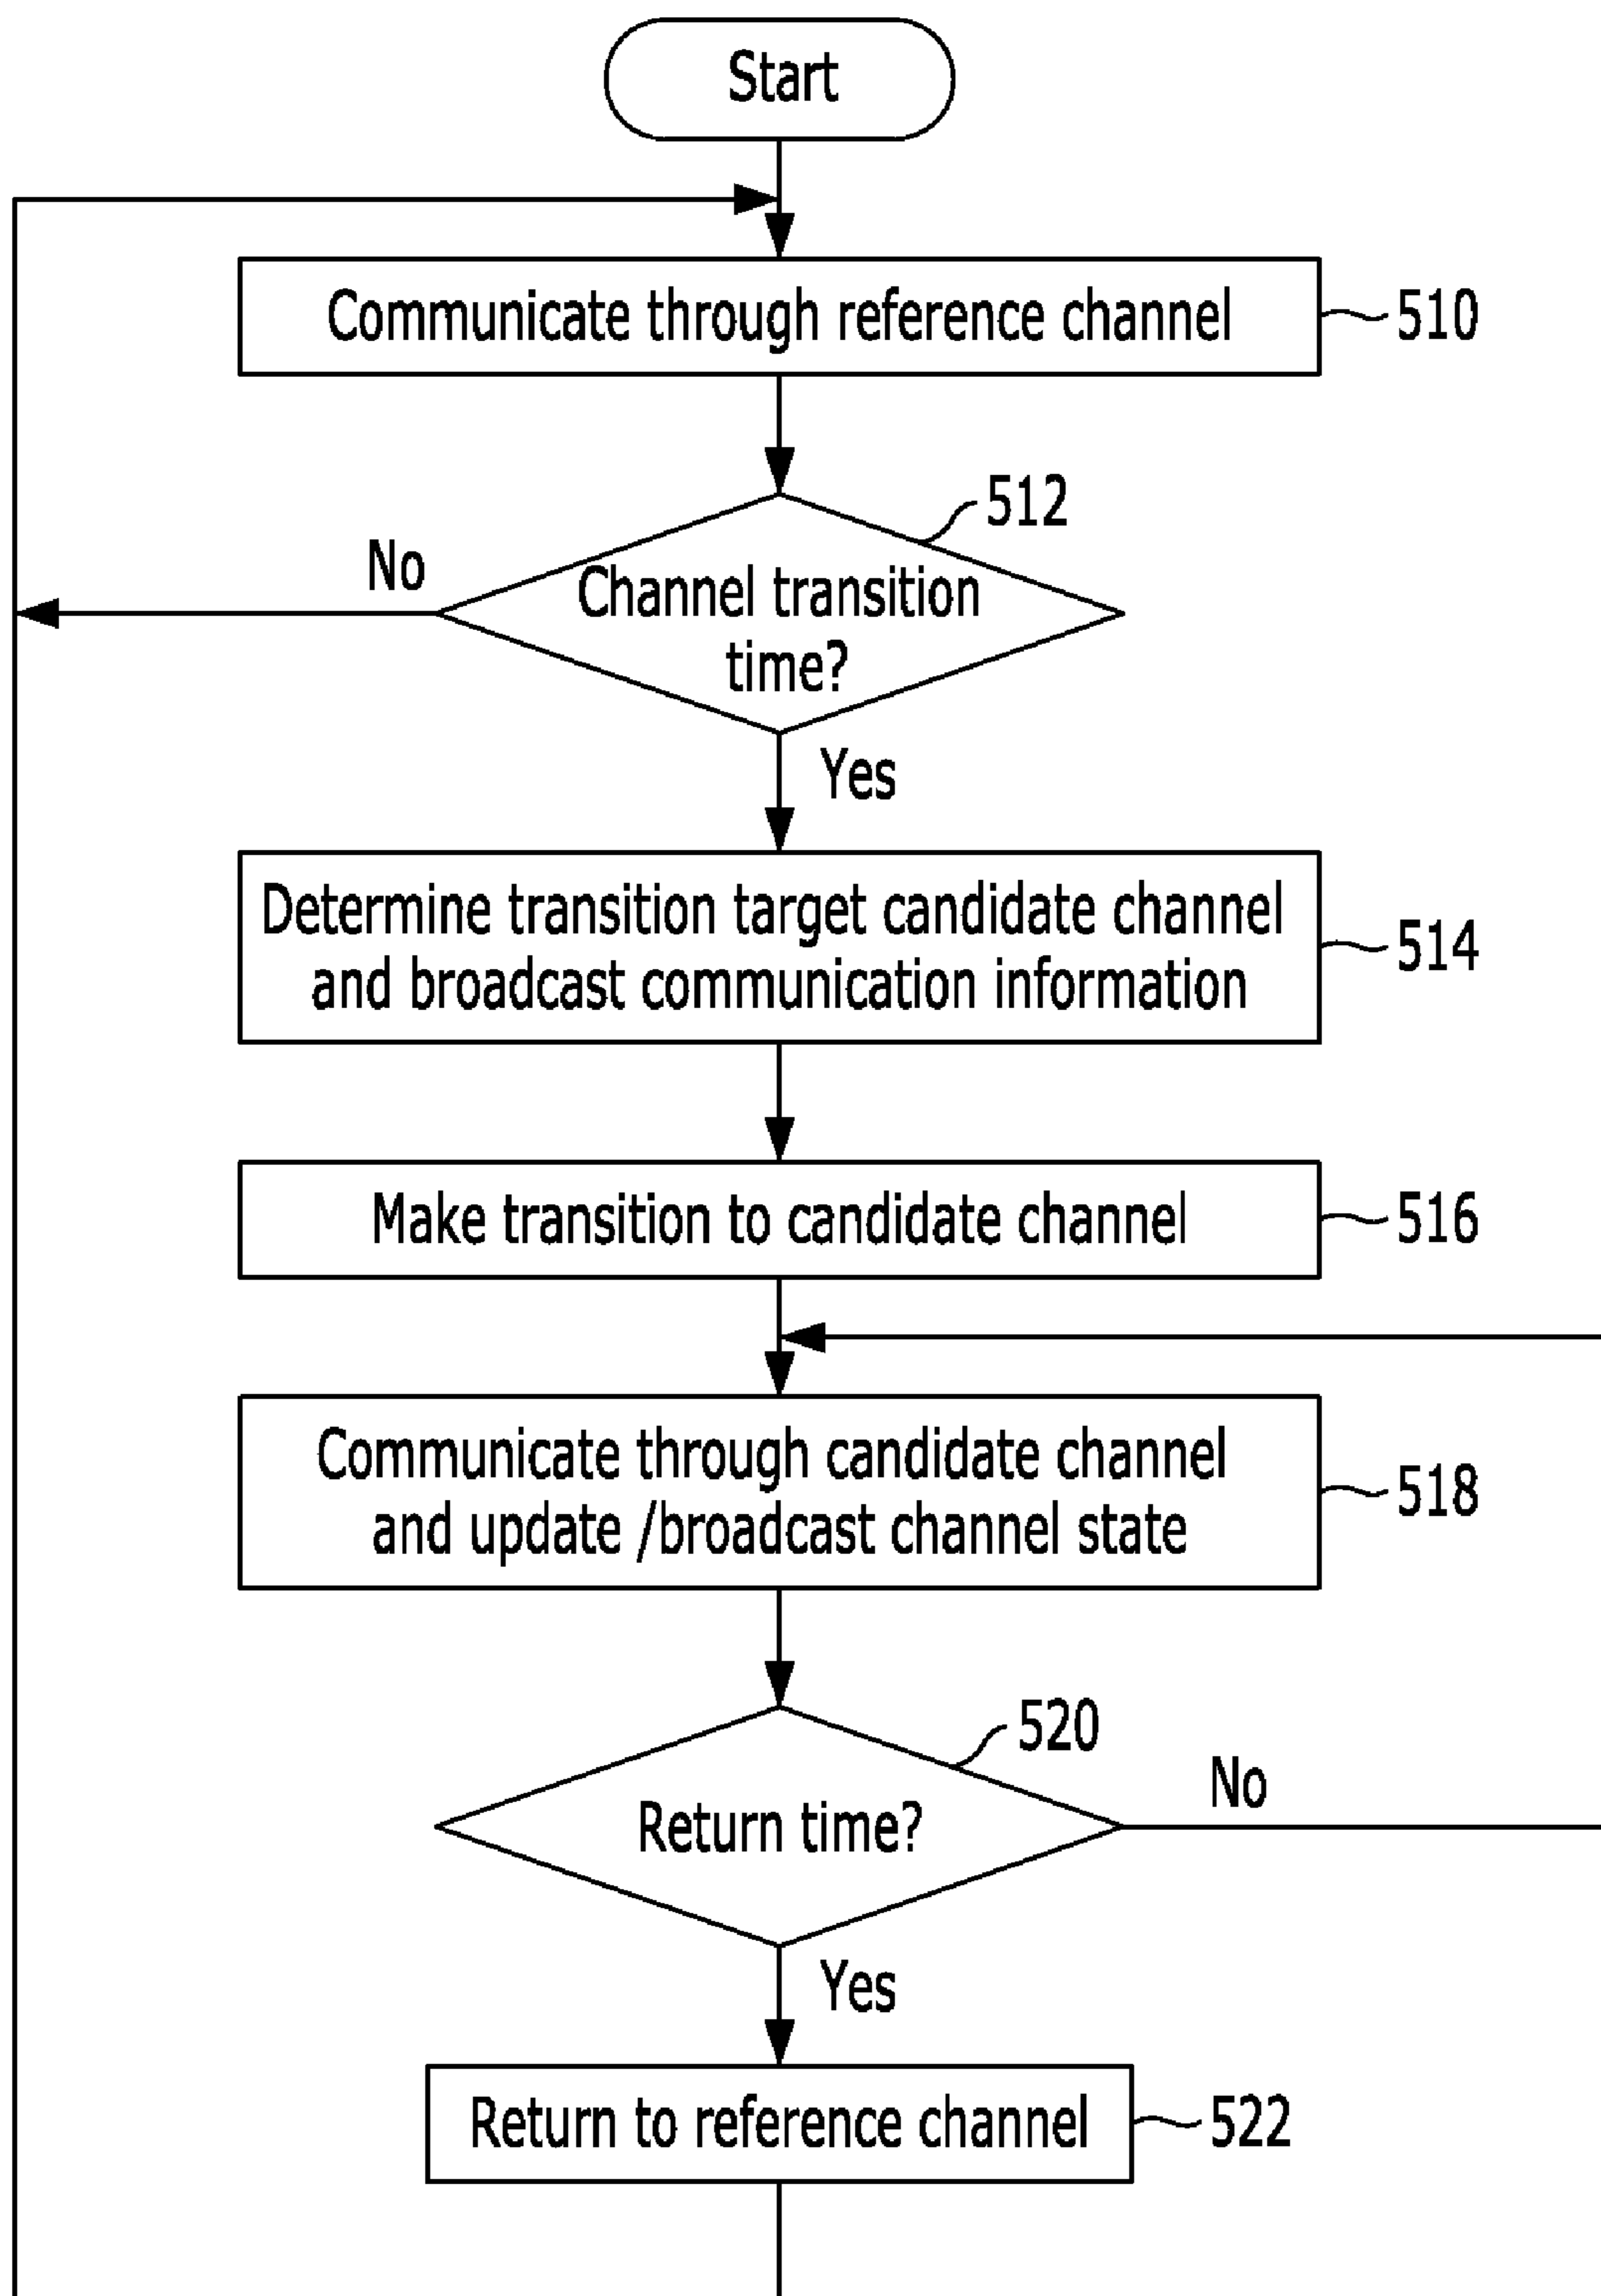 Start
Communicate through reference channel
510
512
No
Channel transition
time?
Yes
Determine transition target candidate channel
and broadcast communication information
514
Make transition to candidate channel
516
Communicate through candidate channel
and update /broadcast channel state
518
520
No
Return time?
Yes
Return to reference channel
522